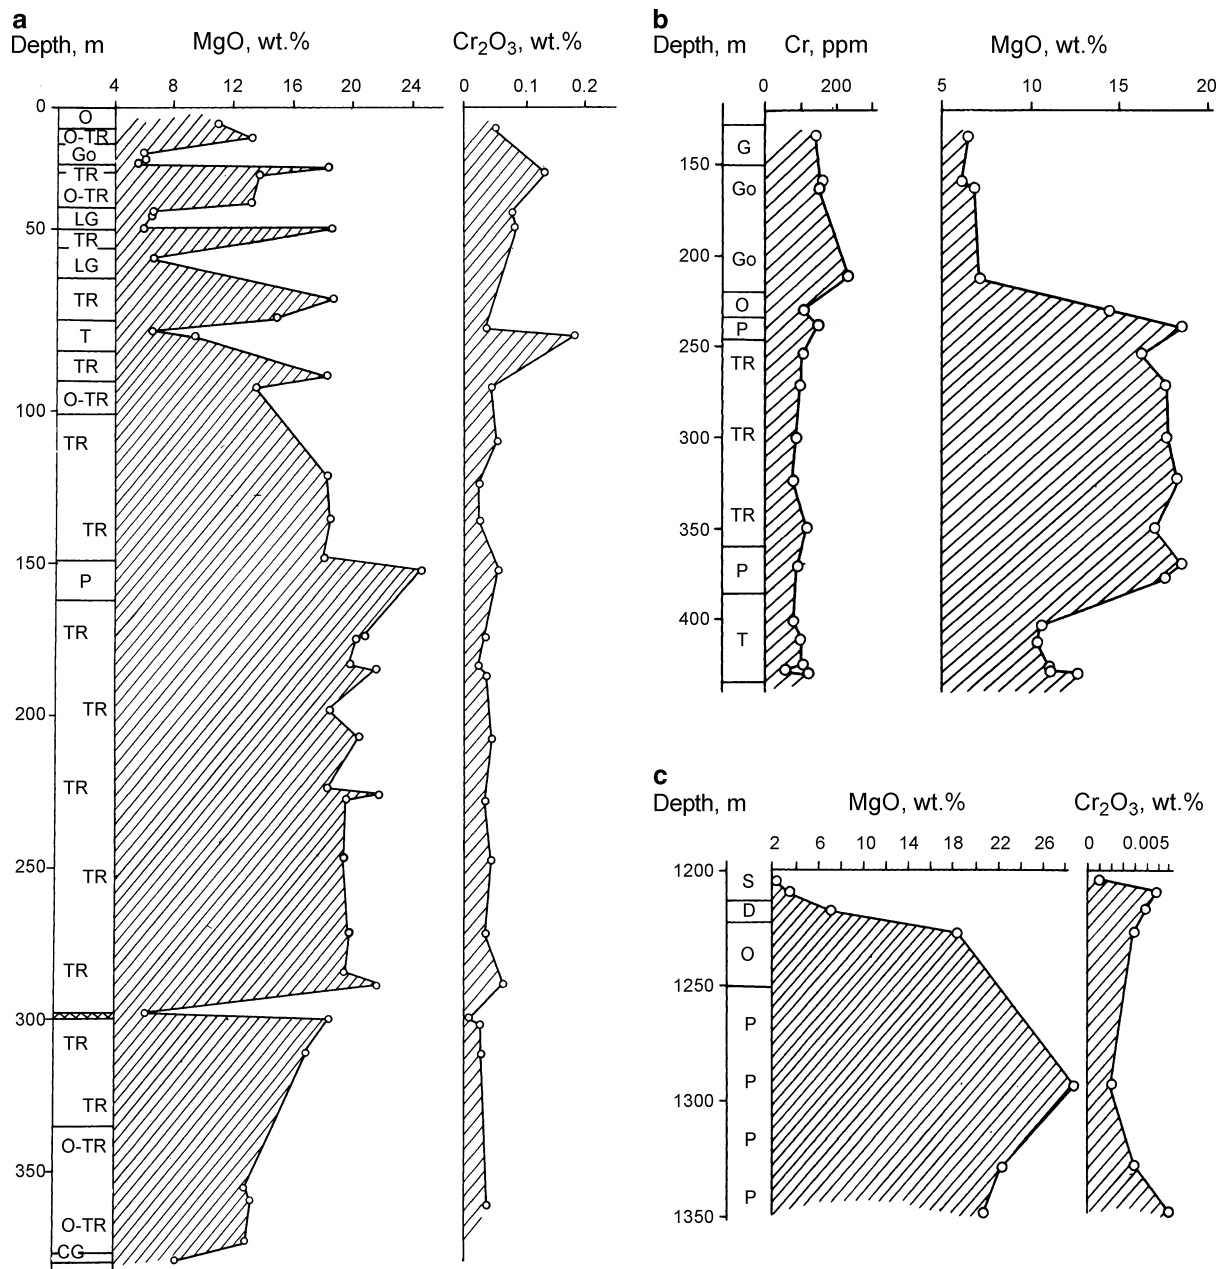 a
Depth, m MgO, wt.% Cr₂O₃, wt.%
4 8 12 16 20 24 0 0.1 0.2
0
O
O-TR
Go
TR
O-TR
LG
50
TR
LG
TR
T
TR
O-TR
100
TR
TR
150
P
TR
200
TR
TR
250
TR
TR
300
TR
TR
O-TR
350
O-TR
CG
b
Depth, m Cr, ppm MgO, wt.%
0 200 5 10 15 20
G
150
Go
200
Go
O
P
250
TR
300
TR
TR
350
P
400
T
c
Depth, m MgO, wt.% Cr₂O₃, wt.%
2 6 10 14 18 22 26 0 0.005
1200
S
D
O
1250
P
P
1300
P
P
1350